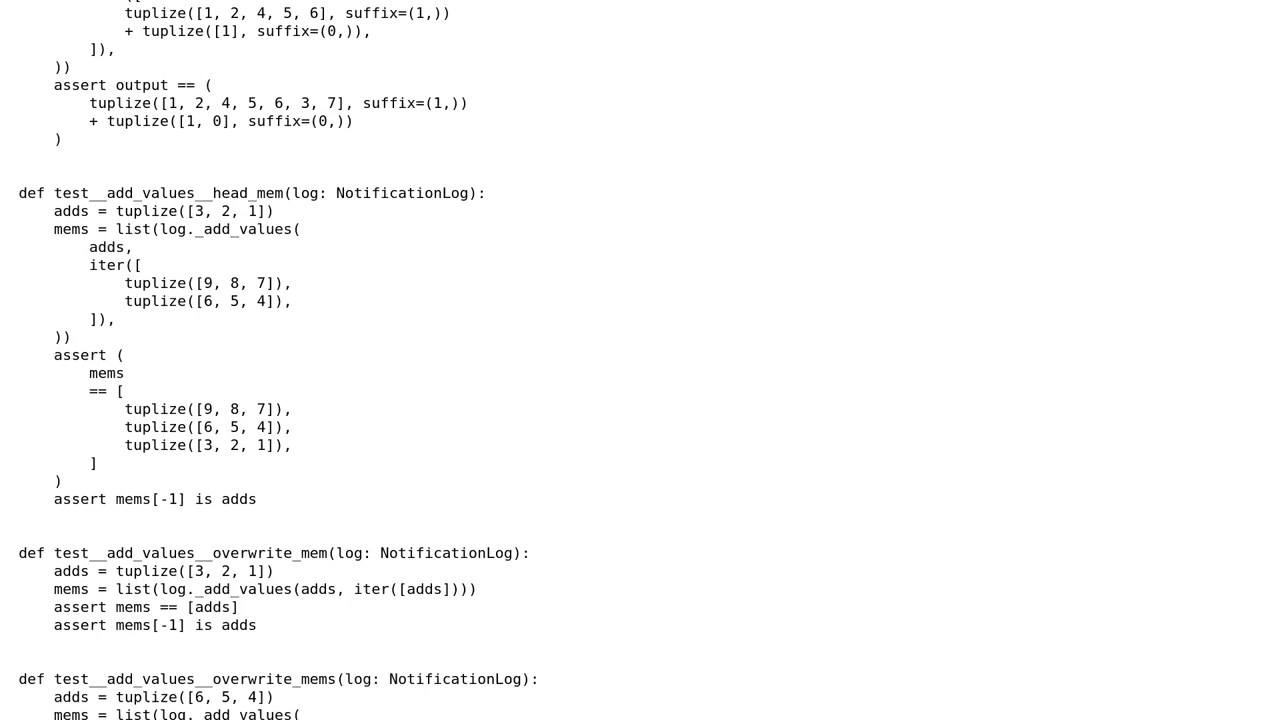 ([
            tuplize([1, 2, 4, 5, 6], suffix=(1,))
            + tuplize([1], suffix=(0,)),
        ]),
    ))
    assert output == (
        tuplize([1, 2, 4, 5, 6, 3, 7], suffix=(1,))
        + tuplize([1, 0], suffix=(0,))
    )


def test__add_values__head_mem(log: NotificationLog):
    adds = tuplize([3, 2, 1])
    mems = list(log._add_values(
        adds,
        iter([
            tuplize([9, 8, 7]),
            tuplize([6, 5, 4]),
        ]),
    ))
    assert (
        mems
        == [
            tuplize([9, 8, 7]),
            tuplize([6, 5, 4]),
            tuplize([3, 2, 1]),
        ]
    )
    assert mems[-1] is adds


def test__add_values__overwrite_mem(log: NotificationLog):
    adds = tuplize([3, 2, 1])
    mems = list(log._add_values(adds, iter([adds])))
    assert mems == [adds]
    assert mems[-1] is adds


def test__add_values__overwrite_mems(log: NotificationLog):
    adds = tuplize([6, 5, 4])
    mems = list(log._add_values(